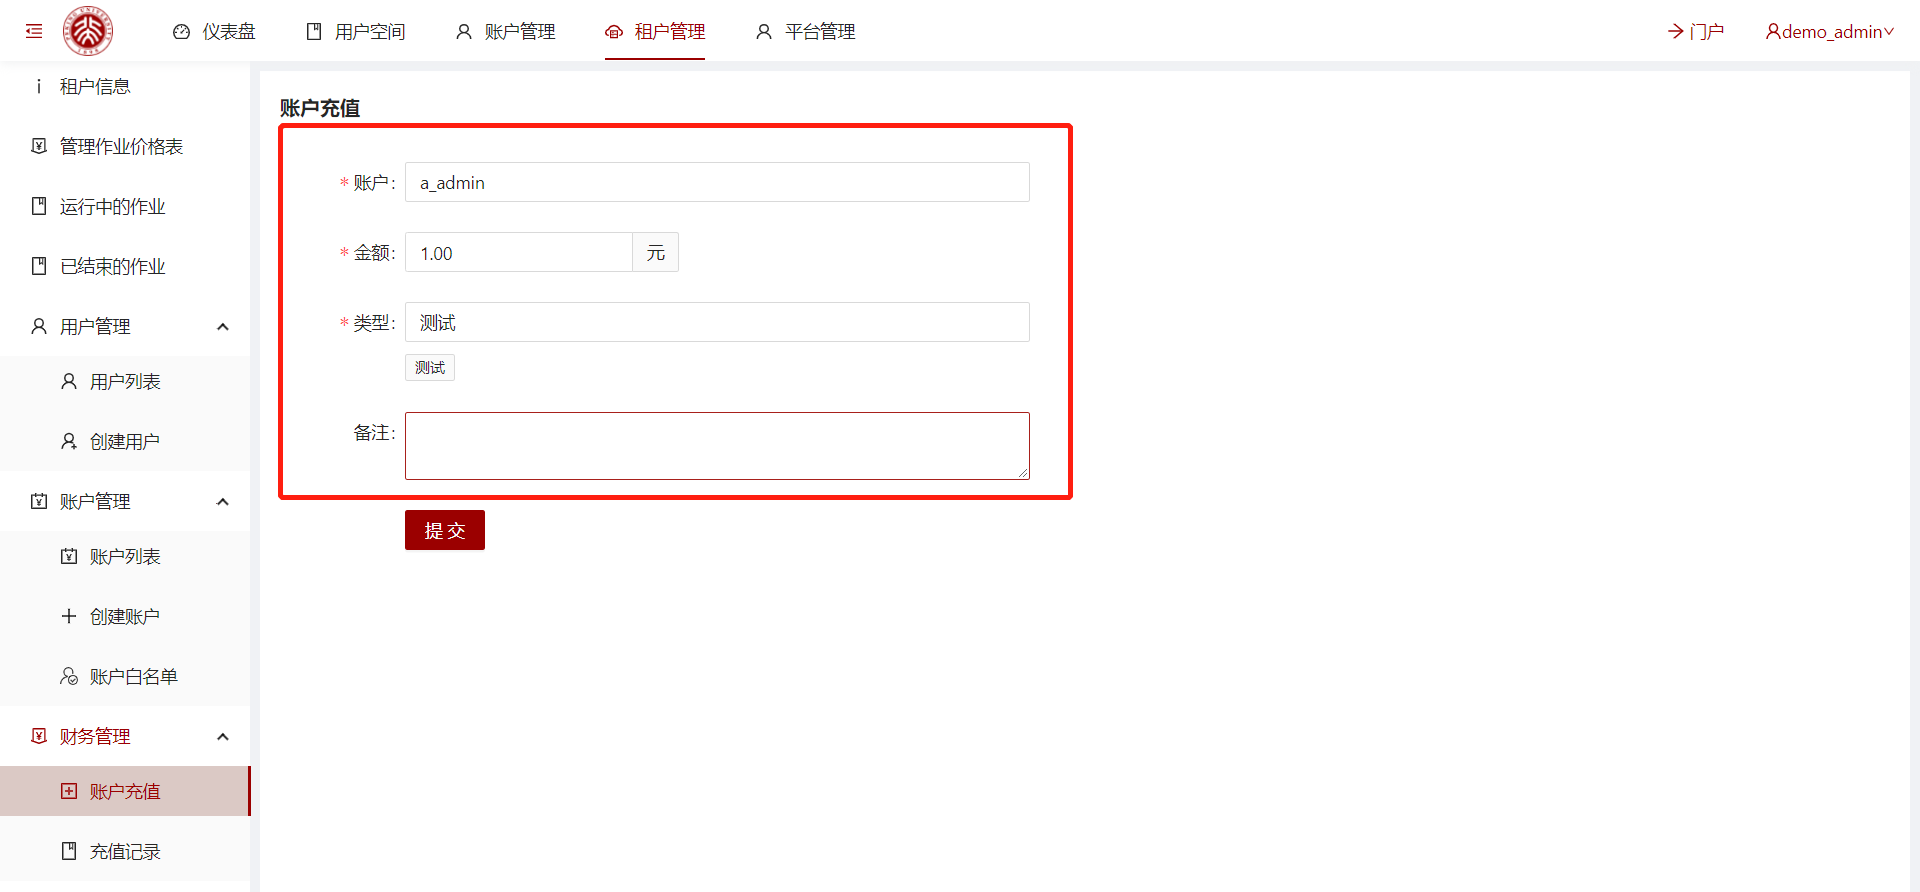 仪表盘 用户空间 账户管理 租户管理 平台管理 门户 demo_admin
租户信息
管理作业价格表
运行中的作业
已结束的作业
用户管理
用户列表
创建用户
账户管理
账户列表
创建账户
账户白名单
财务管理
账户充值
充值记录
账户充值
* 账户: a_admin
* 金额: 1.00 元
* 类型: 测试
测试
备注:
提交